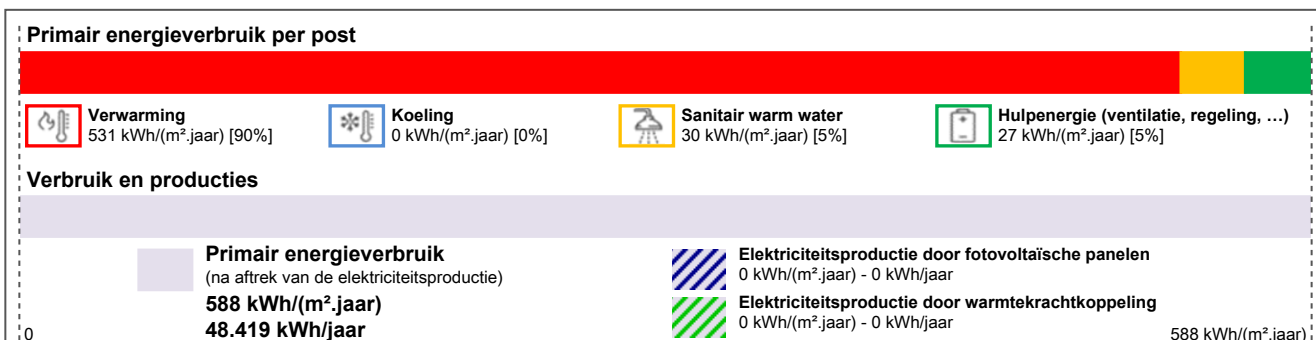 Primair energieverbruik per post
Verwarming
531 kWh/(m².jaar) [90%]
Koeling
0 kWh/(m².jaar) [0%]
Sanitair warm water
30 kWh/(m².jaar) [5%]
Hulpenergie (ventilatie, regeling, …)
27 kWh/(m².jaar) [5%]
Verbruik en producties
Primair energieverbruik
(na aftrek van de elektriciteitsproductie)
588 kWh/(m².jaar)
48.419 kWh/jaar
Elektriciteitsproductie door fotovoltaïsche panelen
0 kWh/(m².jaar) - 0 kWh/jaar
Elektriciteitsproductie door warmtekrachtkoppeling
0 kWh/(m².jaar) - 0 kWh/jaar
0
588 kWh/(m².jaar)